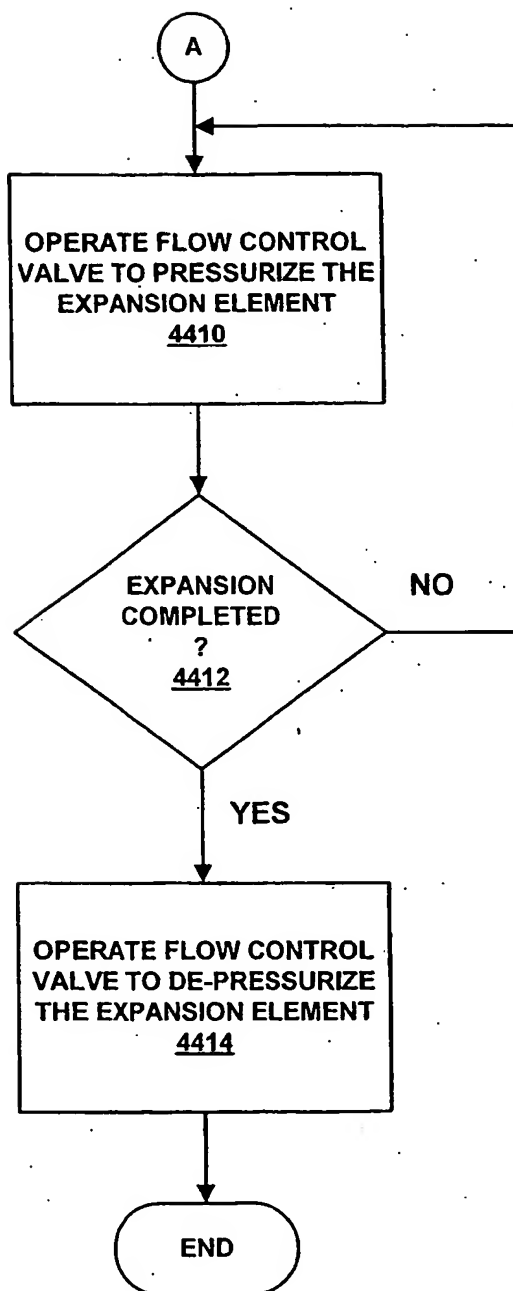 A
OPERATE FLOW CONTROL
VALVE TO PRESSURIZE THE
EXPANSION ELEMENT
4410
EXPANSION
COMPLETED
?
4412
NO
YES
OPERATE FLOW CONTROL
VALVE TO DE-PRESSURIZE
THE EXPANSION ELEMENT
4414
END